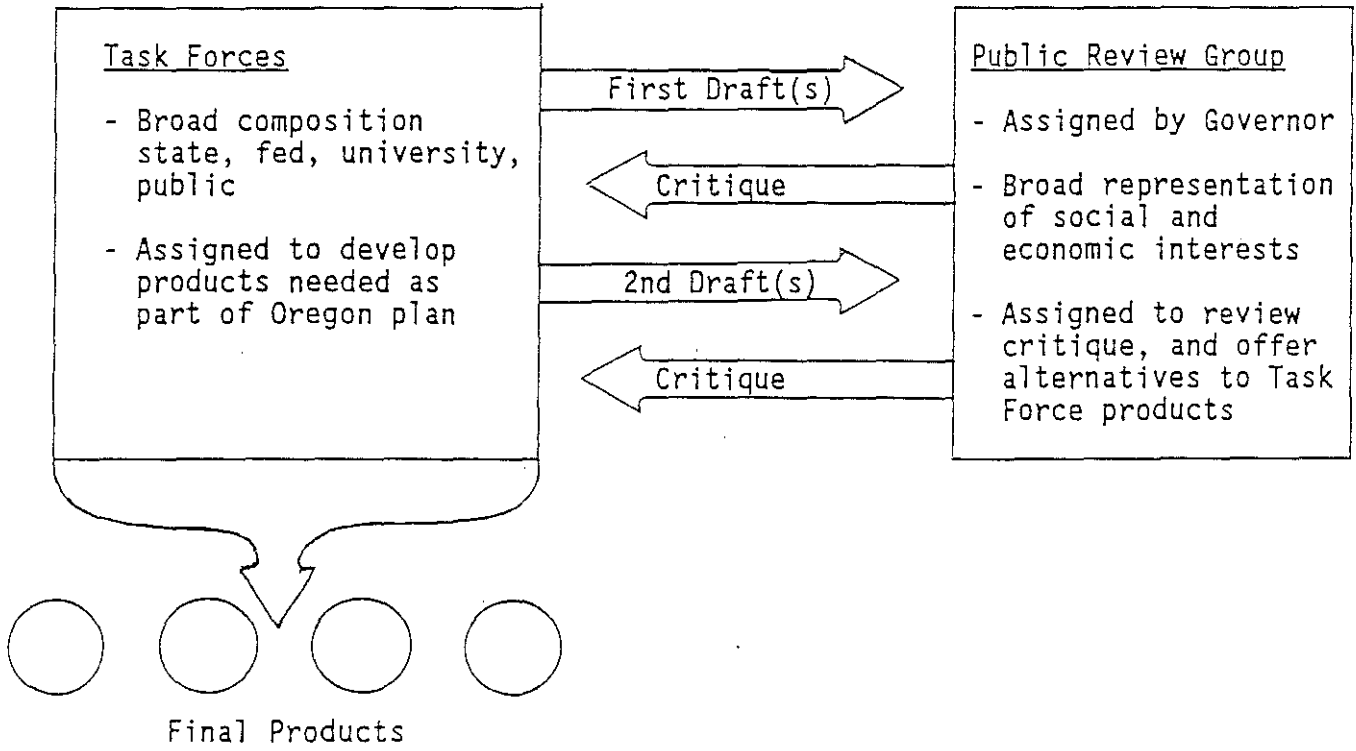 Task Forces
- Broad composition
state, fed, university,
public
- Assigned to develop
products needed as
part of Oregon plan
First Draft(s)
Critique
2nd Draft(s)
Critique
Public Review Group
- Assigned by Governor
- Broad representation
of social and
economic interests
- Assigned to review
critique, and offer
alternatives to Task
Force products
Final Products